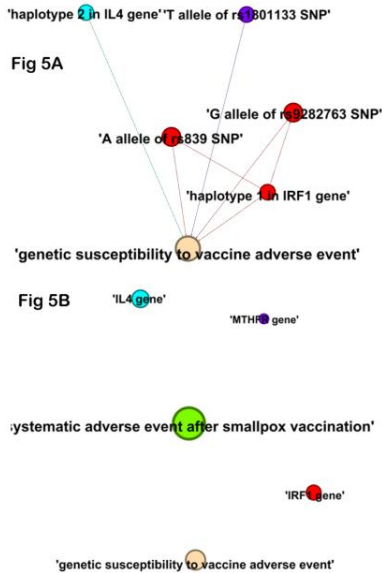 'haplotype 2 in IL4 gene' 'T allele of rs1801133 SNP'
Fig 5A
'G allele of rs9282763 SNP'
'A allele of rs839 SNP'
'haplotype 1 in IRF1 gene'
'genetic susceptibility to vaccine adverse event'
Fig 5B
'IL4 gene'
'MTHFR gene'
systematic adverse event after smallpox vaccination'
'IRF1 gene'
'genetic susceptibility to vaccine adverse event'